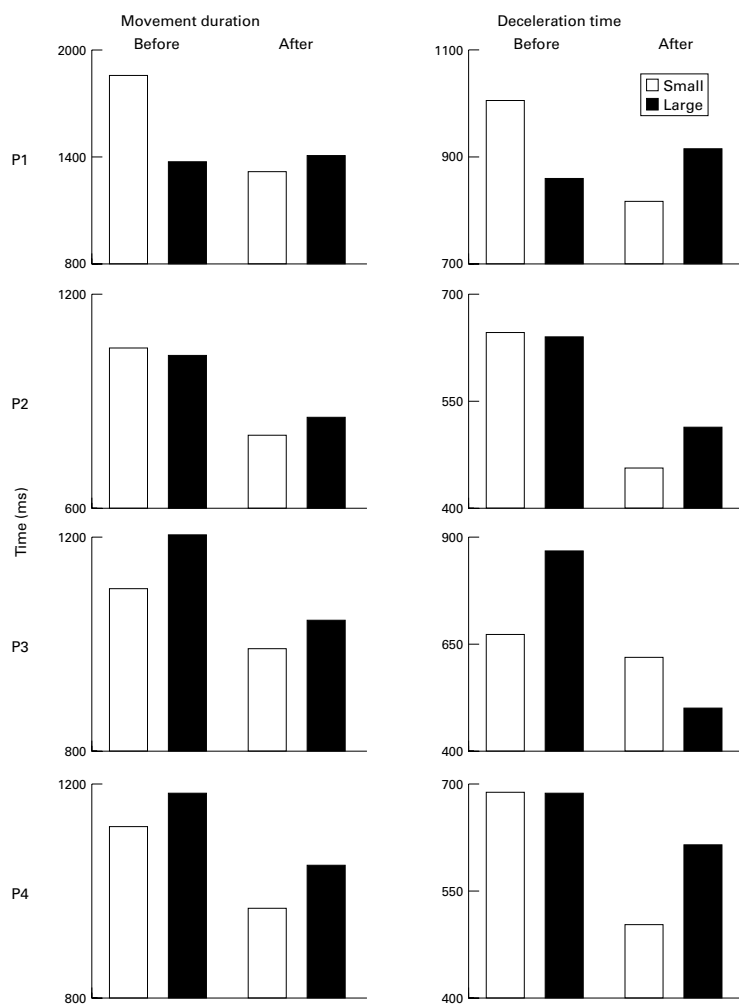 Movement duration
Deceleration time
Before After
Before After
2000
1400
800
P1
1100
900
700
Small
Large
1200
600
P2
700
550
400
Time (ms)
1200
800
P3
900
650
400
1200
800
P4
700
550
400